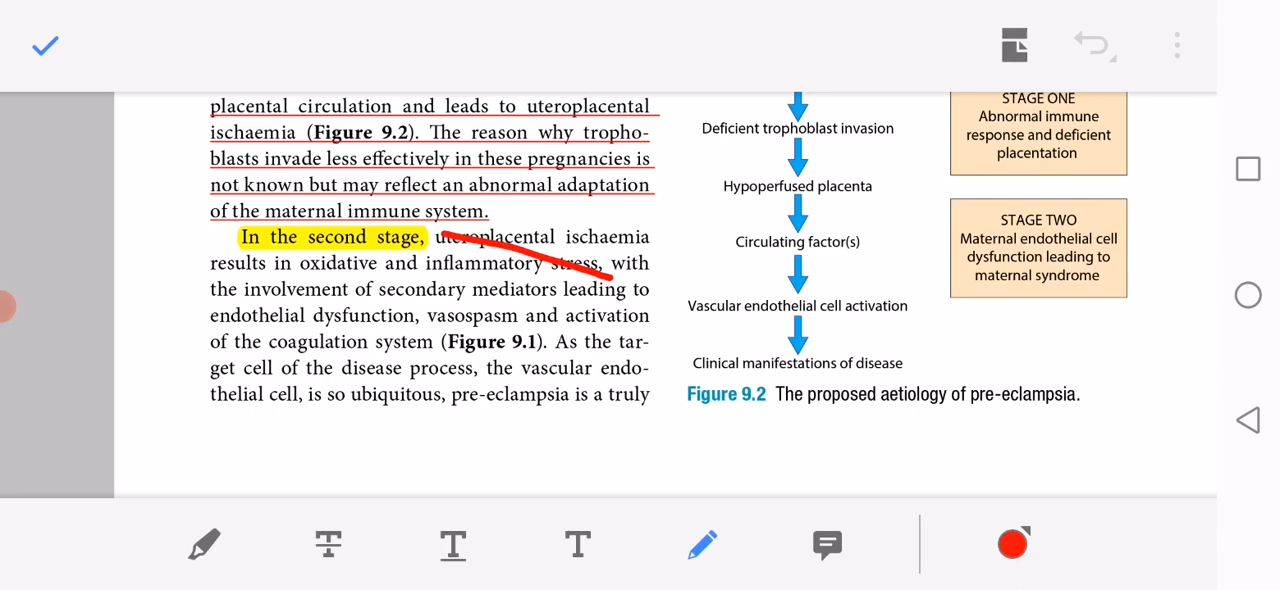 placental circulation and leads to uteroplacental
ischaemia (Figure 9.2). The reason why tropho-
blasts invade less effectively in these pregnancies is
not known but may reflect an abnormal adaptation
of the maternal immune system.
In the second stage, uteroplacental ischaemia
results in oxidative and inflammatory stress, with
the involvement of secondary mediators leading to
endothelial dysfunction, vasospasm and activation
of the coagulation system (Figure 9.1). As the tar-
get cell of the disease process, the vascular endo-
thelial cell, is so ubiquitous, pre-eclampsia is a truly
Deficient trophoblast invasion
Hypoperfused placenta
Circulating factor(s)
Vascular endothelial cell activation
Clinical manifestations of disease
STAGE ONE
Abnormal immune
response and deficient
placentation
STAGE TWO
Maternal endothelial cell
dysfunction leading to
maternal syndrome
Figure 9.2 The proposed aetiology of pre-eclampsia.
T
T
T